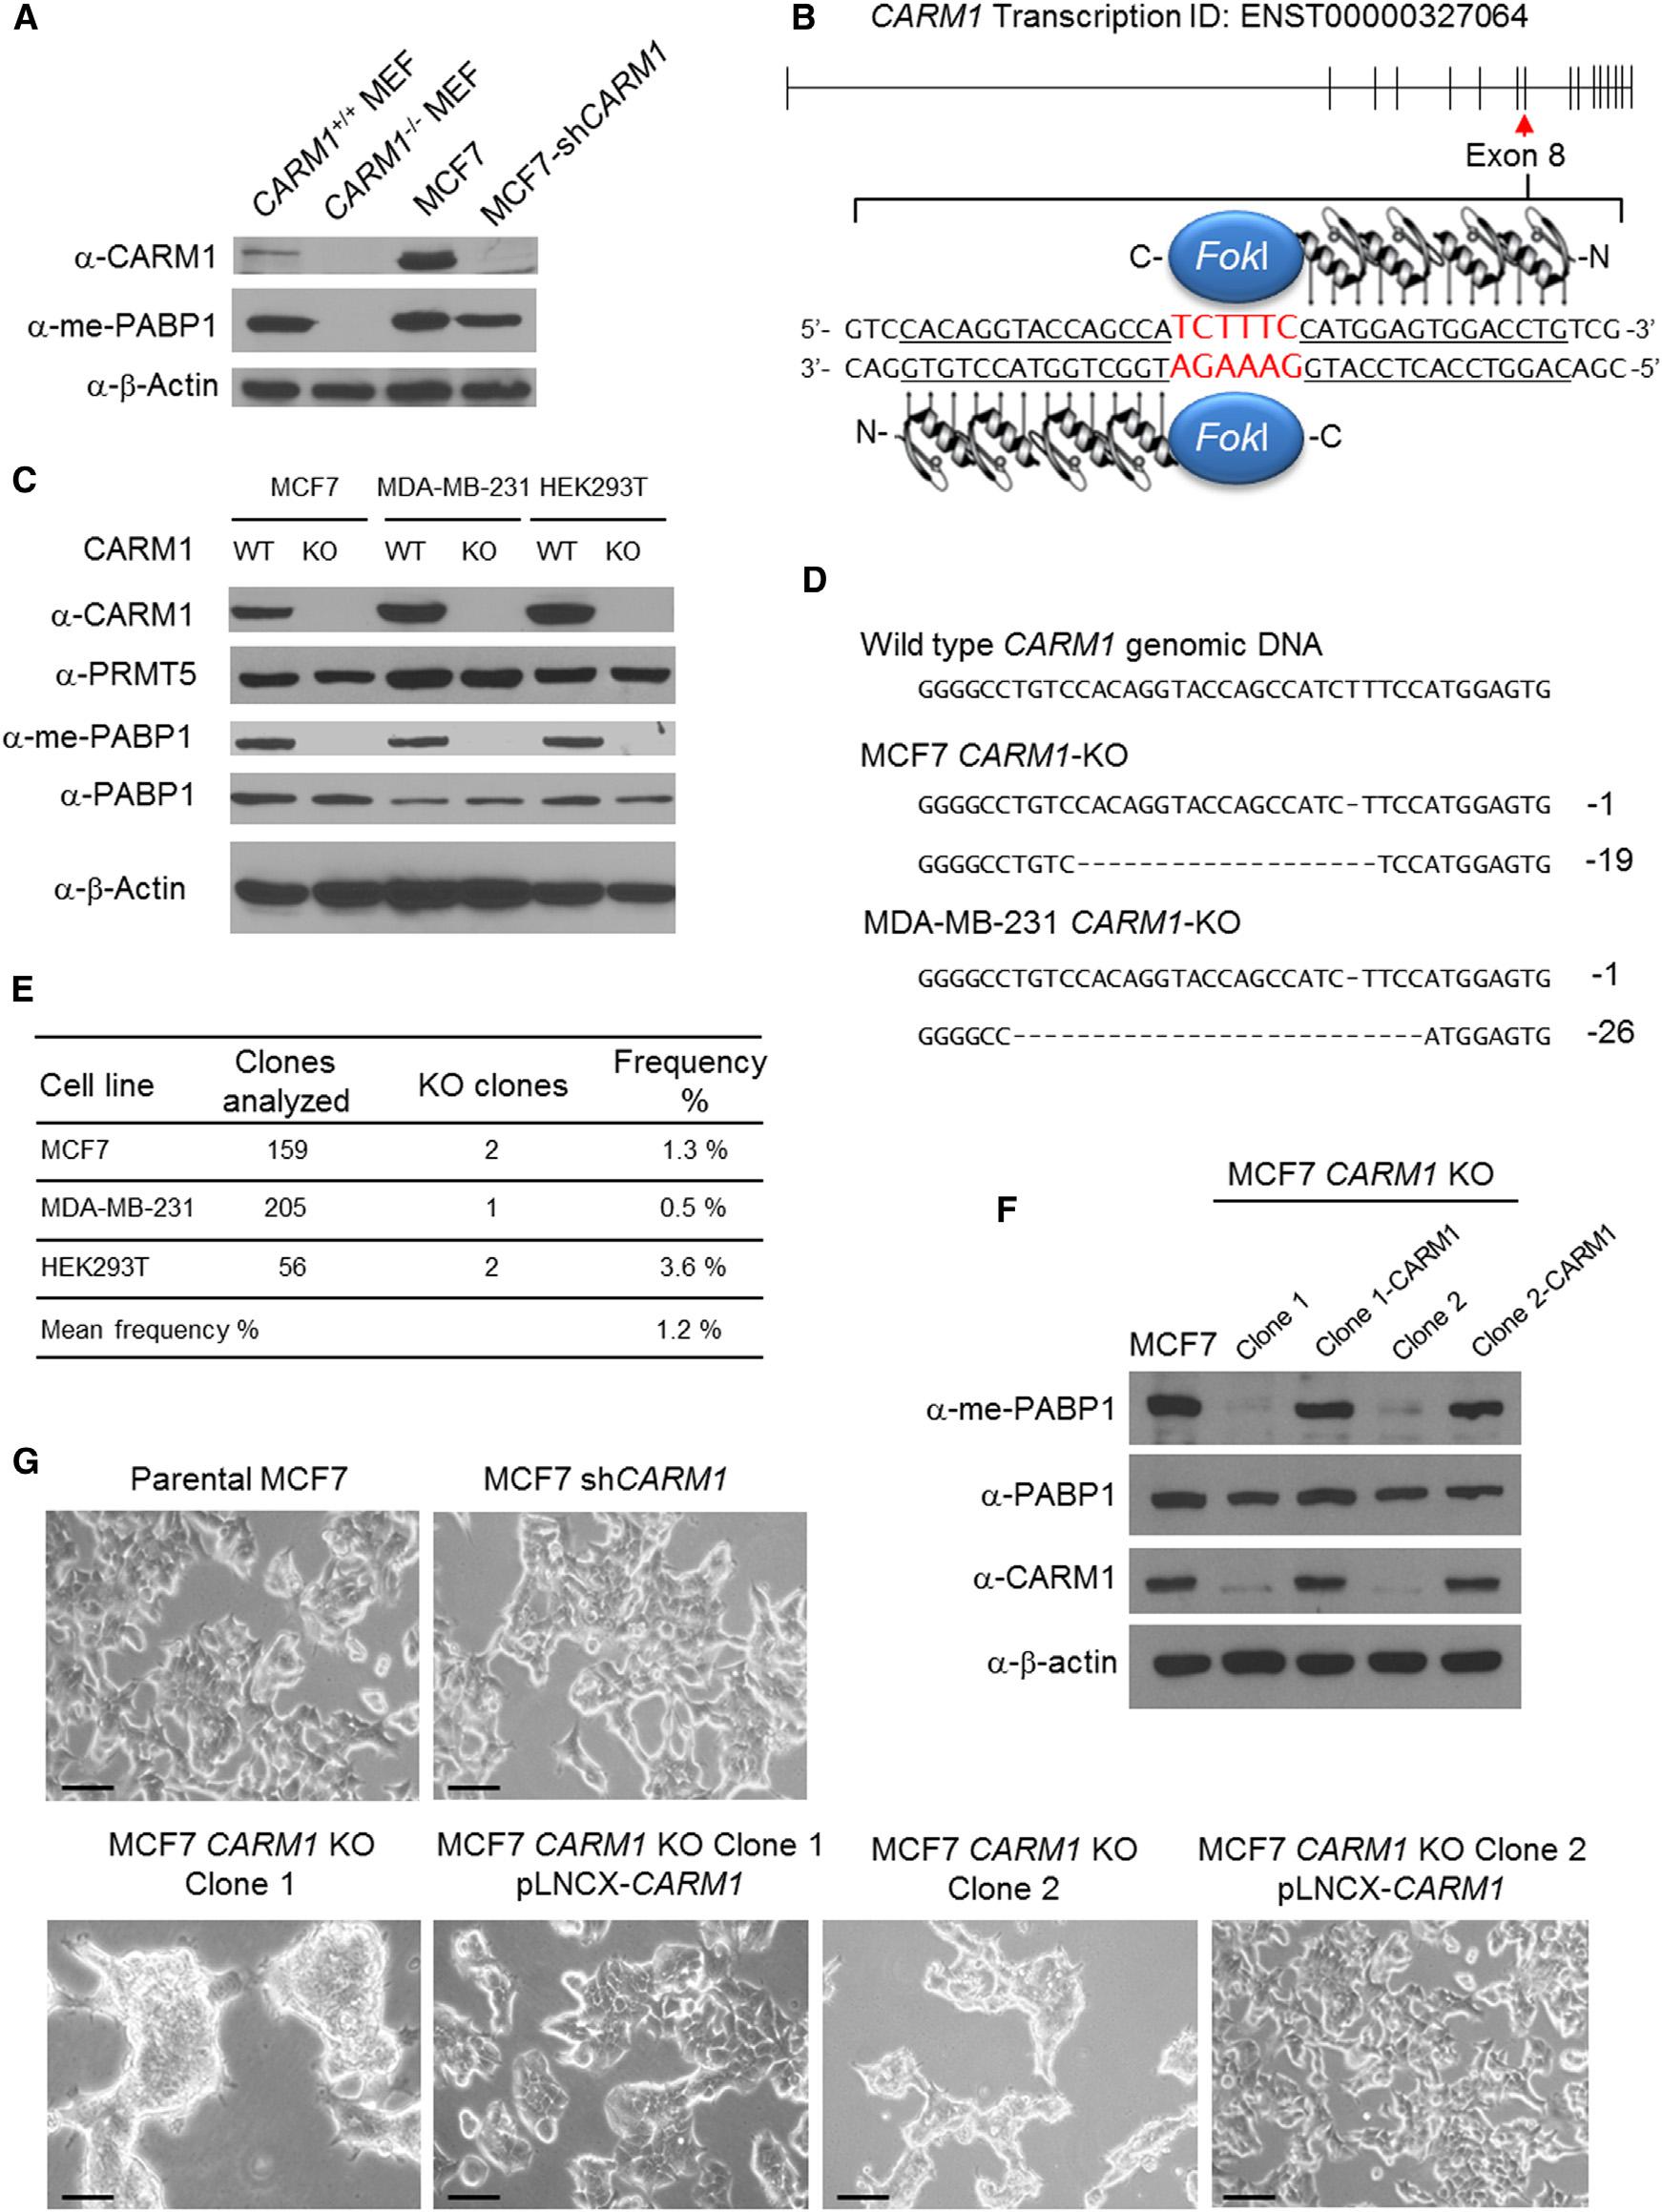 A
CARM1+/+ MEF
CARM1-/- MEF
MCF7
MCF7-shCARM1
α-CARM1
α-me-PABP1
α-β-Actin
B
CARM1 Transcription ID: ENST00000327064
Exon 8
C- FokI -N
5'- GTCCACAGGTACCAGCCATCTTTCCATGGAGTGGACCTGTCG -3'
3'- CAGGTGTCCATGGTCGGTAGAAAGGTACCTCACCTGGACAGC -5'
N- FokI -C
C
MCF7 MDA-MB-231 HEK293T
CARM1 WT KO WT KO WT KO
α-CARM1
α-PRMT5
α-me-PABP1
α-PABP1
α-β-Actin
D
Wild type CARM1 genomic DNA
GGGGCCTGTCCACAGGTACCAGCCATCTTTCCATGGAGTG
MCF7 CARM1-KO
GGGGCCTGTCCACAGGTACCAGCCATC-TTCCATGGAGTG -1
GGGGCCTGTC-------------------TCCATGGAGTG -19
MDA-MB-231 CARM1-KO
GGGGCCTGTCCACAGGTACCAGCCATC-TTCCATGGAGTG -1
GGGGCC--------------------------ATGGAGTG -26
E
Cell line Clones analyzed KO clones Frequency %
MCF7 159 2 1.3 %
MDA-MB-231 205 1 0.5 %
HEK293T 56 2 3.6 %
Mean frequency % 1.2 %
F
MCF7 CARM1 KO
MCF7
Clone 1
Clone 1-CARM1
Clone 2
Clone 2-CARM1
α-me-PABP1
α-PABP1
α-CARM1
α-β-actin
G
Parental MCF7
MCF7 shCARM1
MCF7 CARM1 KO
Clone 1
MCF7 CARM1 KO Clone 1
pLNCX-CARM1
MCF7 CARM1 KO
Clone 2
MCF7 CARM1 KO Clone 2
pLNCX-CARM1